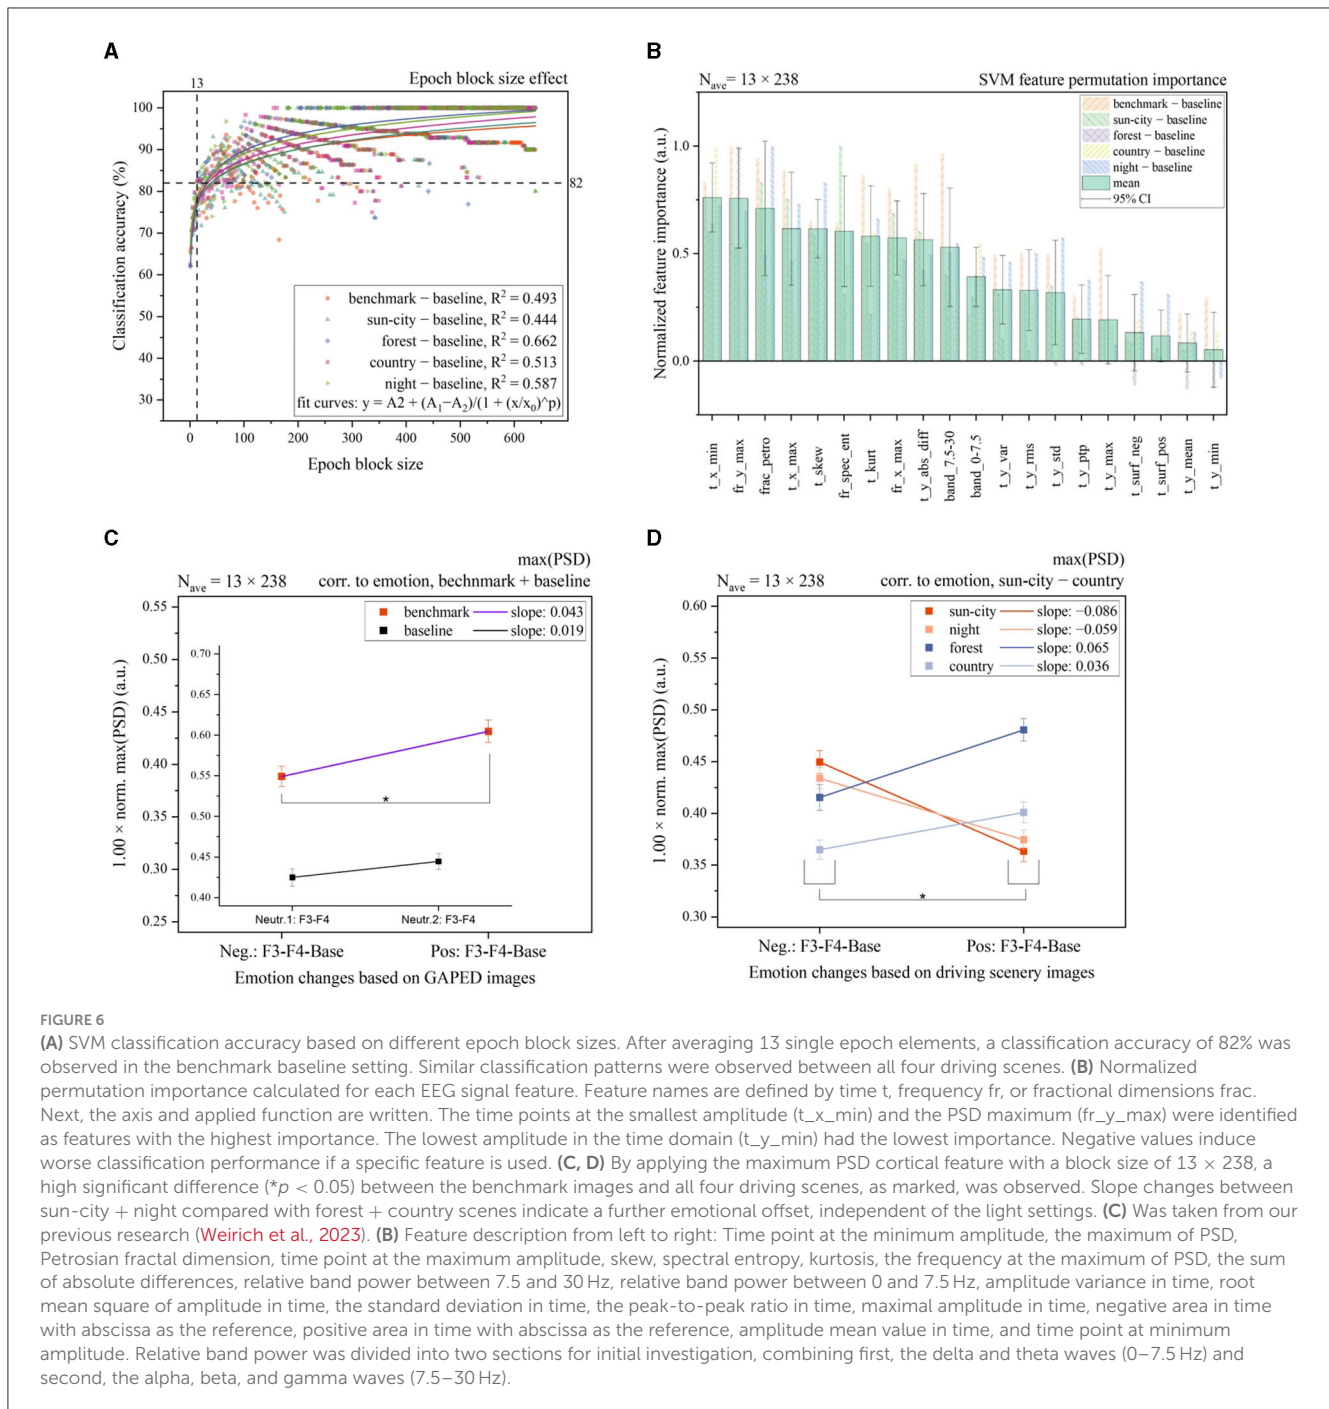 A
Epoch block size effect
13
100
90
80
70
60
50
40
30
82
Classification accuracy (%)
benchmark − baseline, R² = 0.493
sun-city − baseline, R² = 0.444
forest − baseline, R² = 0.662
country − baseline, R² = 0.513
night − baseline, R² = 0.587
fit curves: y = A2 + (A₁−A₂)/(1 + (x/x₀)^p)
0 100 200 300 400 500 600
Epoch block size
B
Nave = 13 × 238 SVM feature permutation importance
benchmark − baseline
sun-city − baseline
forest − baseline
country − baseline
night − baseline
mean
95% CI
Normalized feature importance (a.u.)
1.0
0.5
0.0
t_x_min
fr_y_max
frac_petro
t_x_max
t_skew
fr_spec_ent
t_kurt
fr_x_max
t_y_abs_diff
band_7.5-30
band_0-7.5
t_y_var
t_y_rms
t_y_std
t_y_ptp
t_y_max
t_surf_neg
t_surf_pos
t_y_mean
t_y_min
C
max(PSD)
Nave = 13 × 238 corr. to emotion, bechnmark + baseline
benchmark slope: 0.043
baseline slope: 0.019
1.00 × norm. max(PSD) (a.u.)
0.55
0.50
0.45
0.40
0.35
0.30
0.25
0.70
0.65
0.60
0.55
0.50
0.45
0.40
*
Neutr.1: F3-F4 Neutr.2: F3-F4
Neg.: F3-F4-Base Pos: F3-F4-Base
Emotion changes based on GAPED images
D
max(PSD)
Nave = 13 × 238 corr. to emotion, sun-city − country
sun-city slope: −0.086
night slope: −0.059
forest slope: 0.065
country slope: 0.036
1.00 × norm. max(PSD) (a.u.)
0.60
0.55
0.50
0.45
0.40
0.35
0.30
*
Neg.: F3-F4-Base Pos: F3-F4-Base
Emotion changes based on driving scenery images
FIGURE 6
(A) SVM classification accuracy based on different epoch block sizes. After averaging 13 single epoch elements, a classification accuracy of 82% was
observed in the benchmark baseline setting. Similar classification patterns were observed between all four driving scenes. (B) Normalized
permutation importance calculated for each EEG signal feature. Feature names are defined by time t, frequency fr, or fractional dimensions frac.
Next, the axis and applied function are written. The time points at the smallest amplitude (t_x_min) and the PSD maximum (fr_y_max) were identified
as features with the highest importance. The lowest amplitude in the time domain (t_y_min) had the lowest importance. Negative values induce
worse classification performance if a specific feature is used. (C, D) By applying the maximum PSD cortical feature with a block size of 13 × 238, a
high significant difference (*p < 0.05) between the benchmark images and all four driving scenes, as marked, was observed. Slope changes between
sun-city + night compared with forest + country scenes indicate a further emotional offset, independent of the light settings. (C) Was taken from our
previous research (Weirich et al., 2023). (B) Feature description from left to right: Time point at the minimum amplitude, the maximum of PSD,
Petrosian fractal dimension, time point at the maximum amplitude, skew, spectral entropy, kurtosis, the frequency at the maximum of PSD, the sum
of absolute differences, relative band power between 7.5 and 30 Hz, relative band power between 0 and 7.5 Hz, amplitude variance in time, root
mean square of amplitude in time, the standard deviation in time, the peak-to-peak ratio in time, maximal amplitude in time, negative area in time
with abscissa as the reference, positive area in time with abscissa as the reference, amplitude mean value in time, and time point at minimum
amplitude. Relative band power was divided into two sections for initial investigation, combining first, the delta and theta waves (0–7.5 Hz) and
second, the alpha, beta, and gamma waves (7.5–30 Hz).